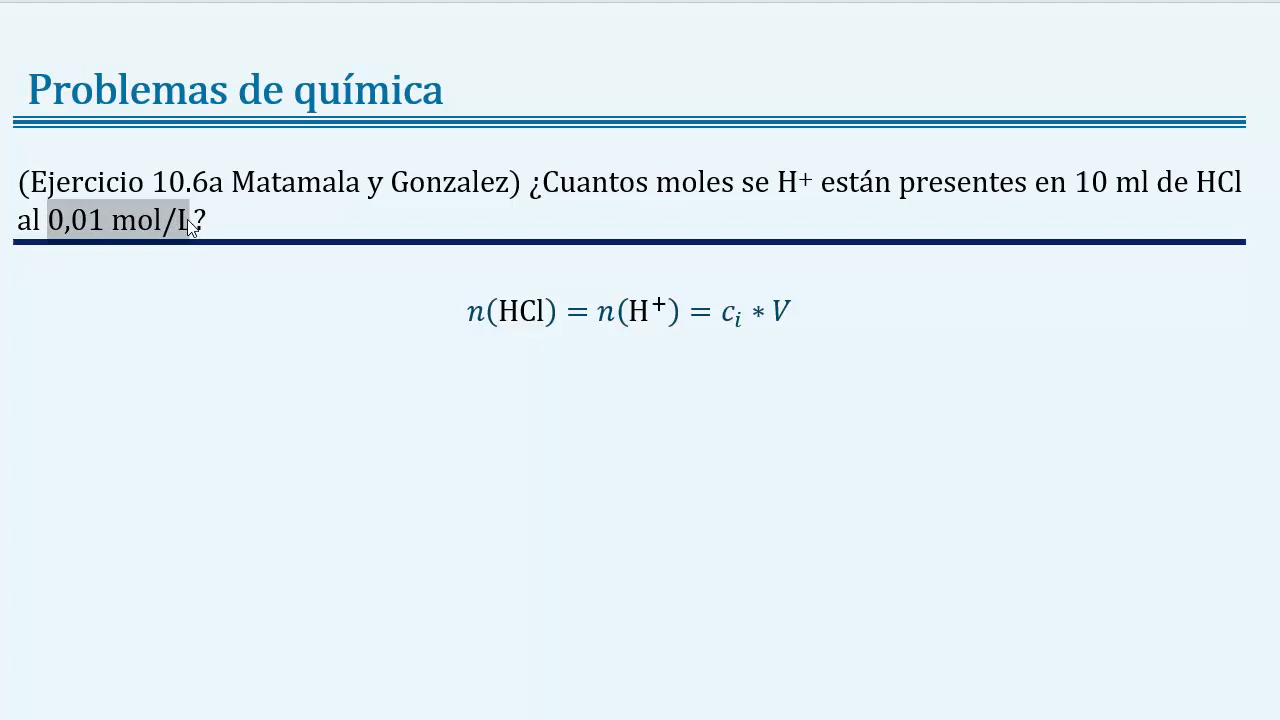 Problemas de química
(Ejercicio 10.6a Matamala y Gonzalez) ¿Cuantos moles se H⁺ están presentes en 10 ml de HCl
al 0,01 mol/L?
n(HCl) = n(H⁺) = cᵢ ∗ V